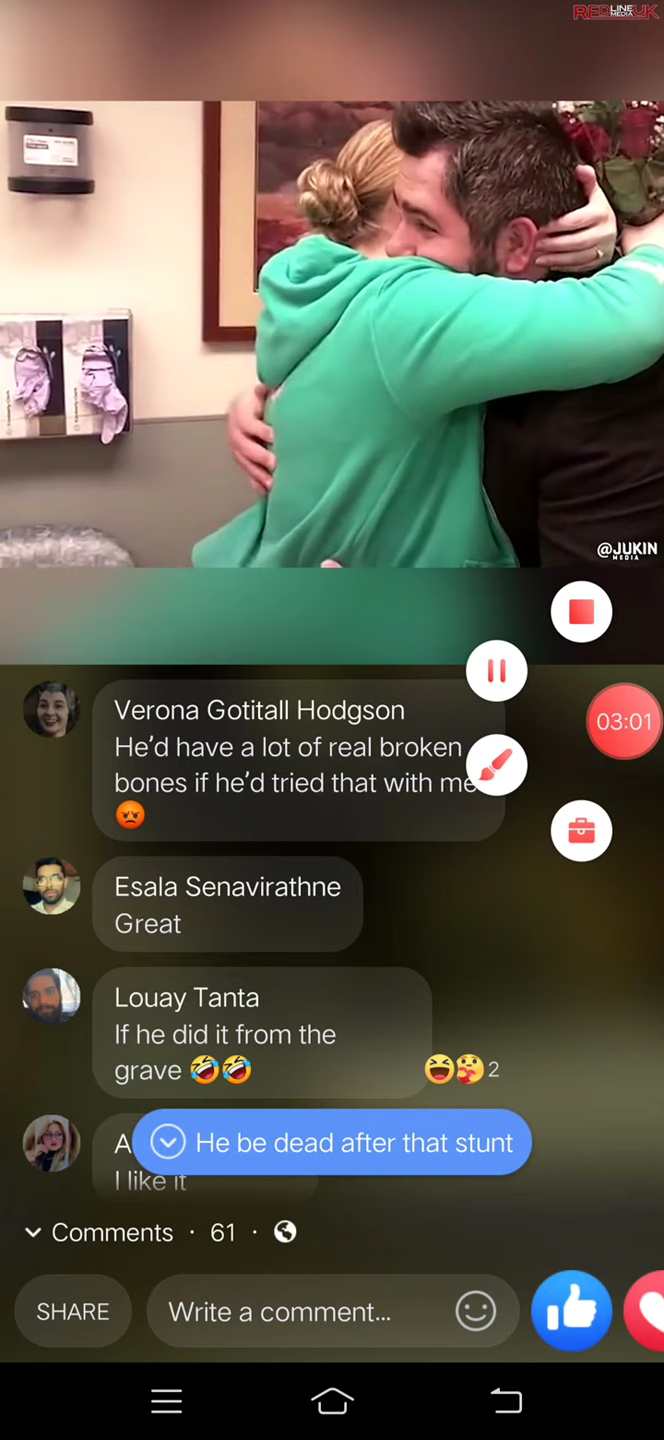 REDLINEUK
MEDIA
@JUKIN
MEDIA
Verona Gotitall Hodgson
03:01
He'd have a lot of real broken
bones if he'd tried that with me
😡
Esala Senavirathne
Great
Louay Tanta
If he did it from the
grave 🤣🤣
2
A
He be dead after that stunt
I like it
Comments · 61 ·
SHARE
Write a comment...